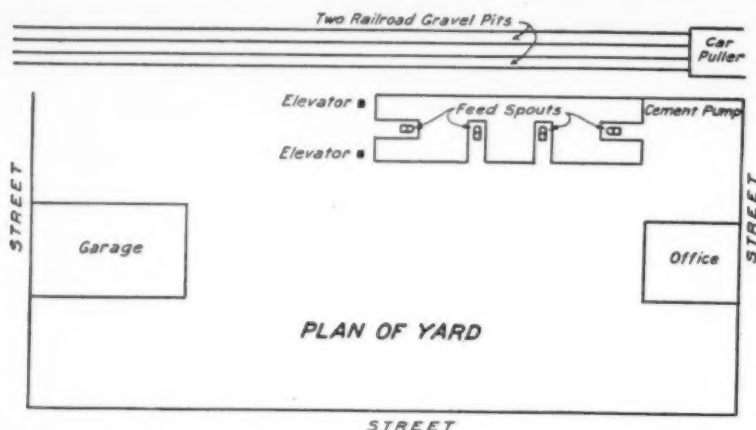 Two Railroad Gravel Pits
Car
Puller
Elevator
Feed Spouts
Cement Pump
Elevator
STREET
STREET
Garage
Office
PLAN OF YARD
STREET